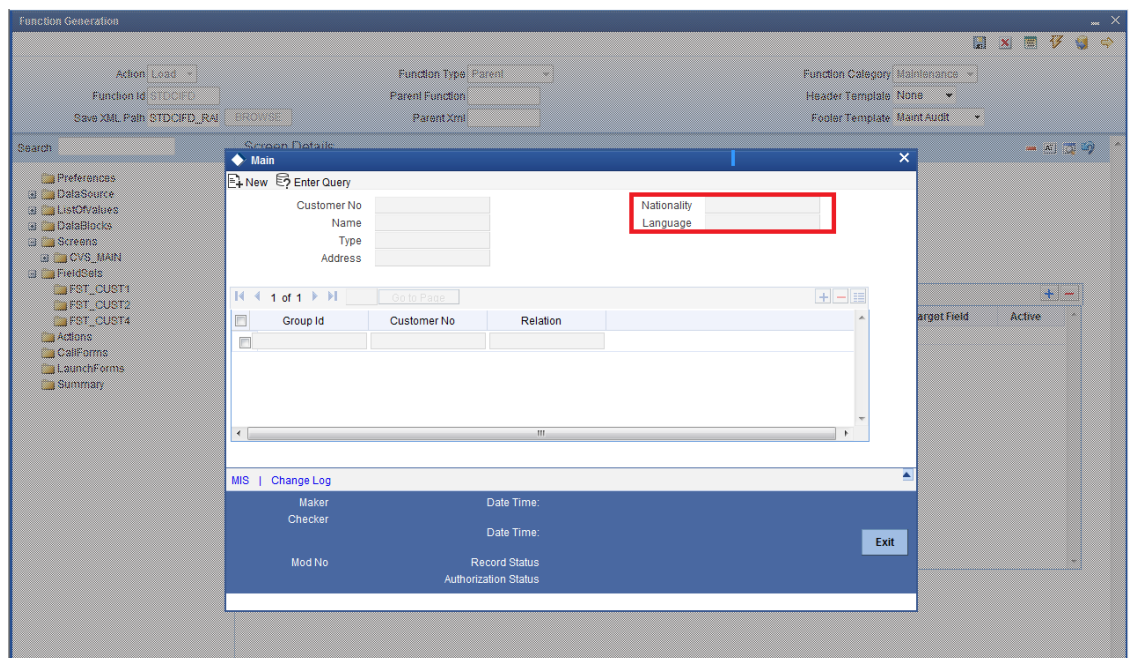 Function Generation
Action Load Function Type Parent Function Category Maintenance
Function Id STDCIFD Parent Function Header Template None
Save XML Path STDCIFD_RAI BROWSE Parent Xml Footer Template Maint Audit
Search Screen Details
Main
New Enter Query
Preferences
DataSource
ListOfValues
DataBlocks
Screens
CVS_MAIN
FieldSets
FST_CUST1
FST_CUST2
FST_CUST4
Actions
CallForms
LaunchForms
Summary
Customer No Nationality
Name Language
Type
Address
1 of 1 Go to Page
Group Id Customer No Relation
arget Field Active
MIS | Change Log
Maker Date Time:
Checker
Date Time:
Exit
Mod No Record Status
Authorization Status